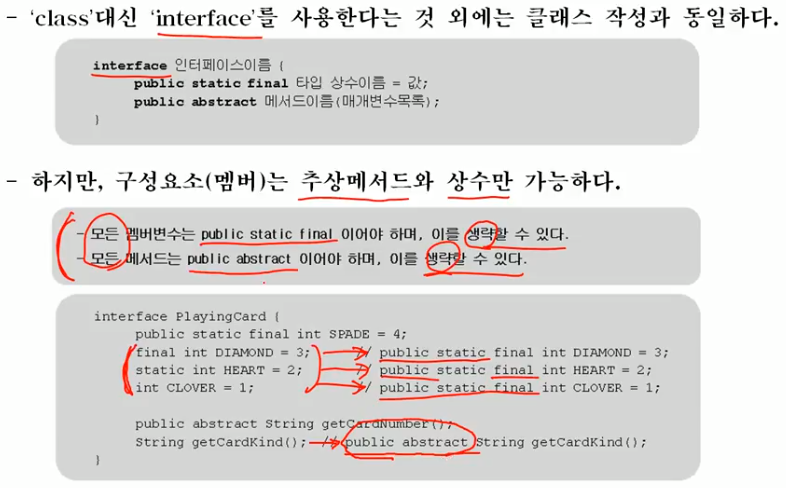 - ‘class’대신 ‘interface’를 사용한다는 것 외에는 클래스 작성과 동일하다.
interface 인터페이스이름 {
public static final 타입 상수이름 = 값;
public abstract 메서드이름(매개변수목록);
}
- 하지만, 구성요소(멤버)는 추상메서드와 상수만 가능하다.
- 모든 멤버변수는 public static final 이어야 하며, 이를 생략할 수 있다.
- 모든 메서드는 public abstract 이어야 하며, 이를 생략할 수 있다.
interface PlayingCard {
public static final int SPADE = 4;
final int DIAMOND = 3; // public static final int DIAMOND = 3;
static int HEART = 2; // public static final int HEART = 2;
int CLOVER = 1; // public static final int CLOVER = 1;
public abstract String getCardNumber();
String getCardKind(); // public abstract String getCardKind();
}